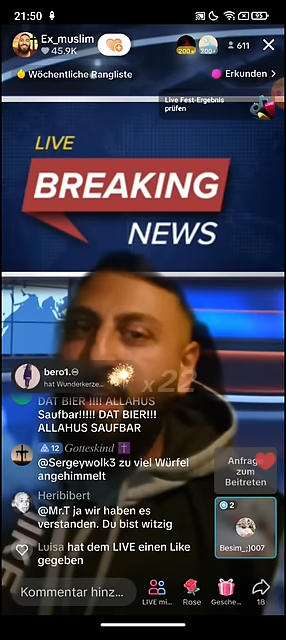 21:50
95
Ex_muslim
45.9K
200+
200+
611
Wöchentliche Rangliste
Erkunden >
Live Fest-Ergebnis
prüfen
LIVE
BREAKING
NEWS
bero1.
hat Wunderkerze...
x22
DAT BIER !!!! ALLAHUS
Saufbar!!!!! DAT BIER!!!
ALLAHUS SAUFBAR
12 Gotteskind
@Sergeywolk3 zu viel Würfel
angehimmelt
Heribibert
@Mr.T ja wir haben es
verstanden. Du bist witzig
Luisa hat dem LIVE einen Like
gegeben
Anfrage
zum
Beitreten
2
Besim_;)007
Kommentar hinz...
LIVE mi...
Rose
Gesche...
18